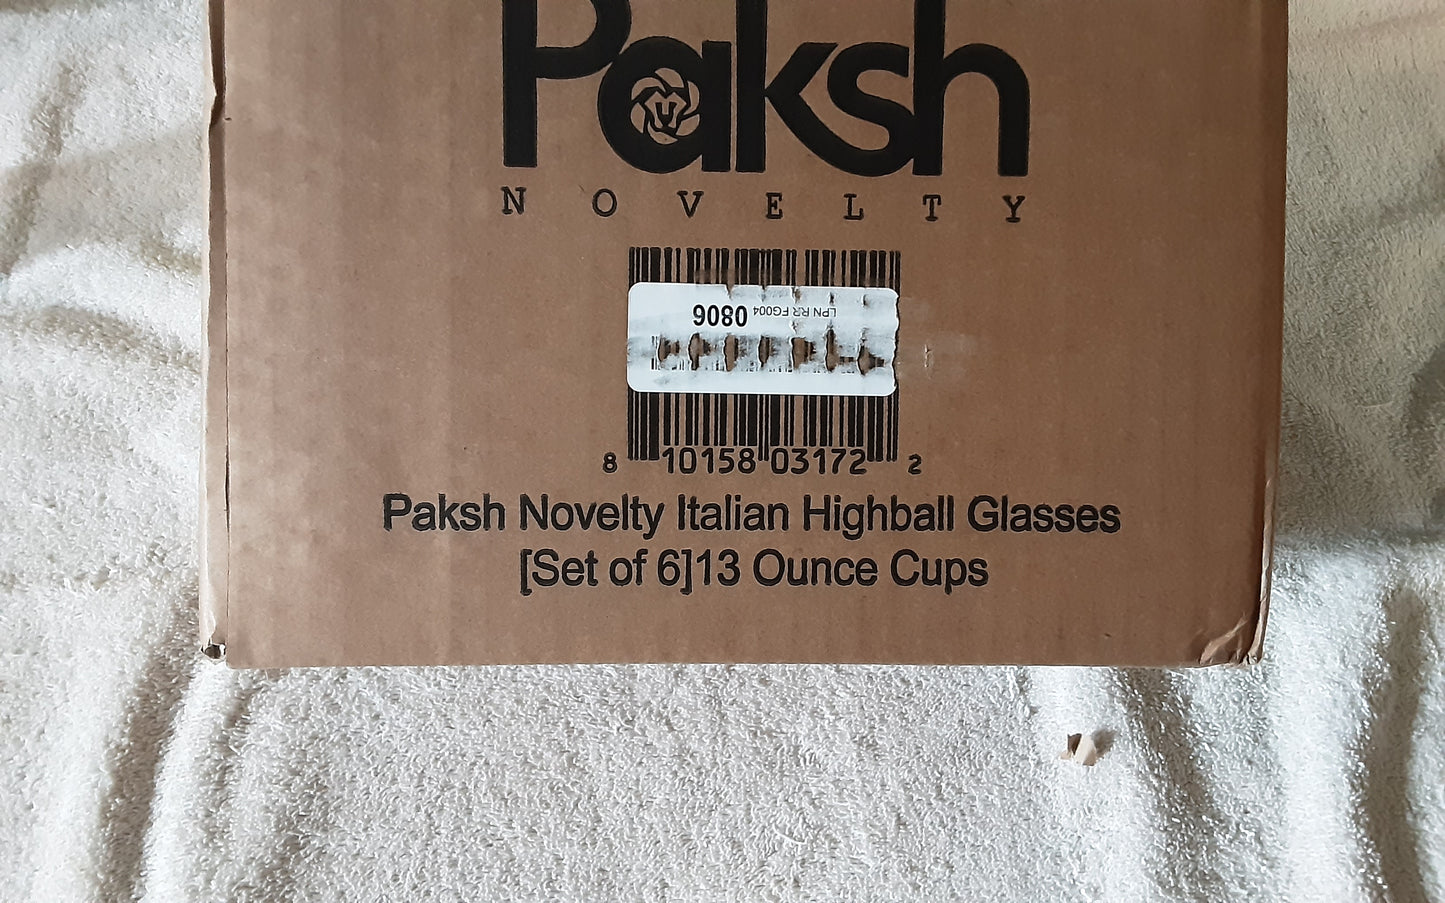 Paksh
NOVELTY
LPN RR FG004 0806
8 10158 03172 2
Paksh Novelty Italian Highball Glasses
[Set of 6]13 Ounce Cups